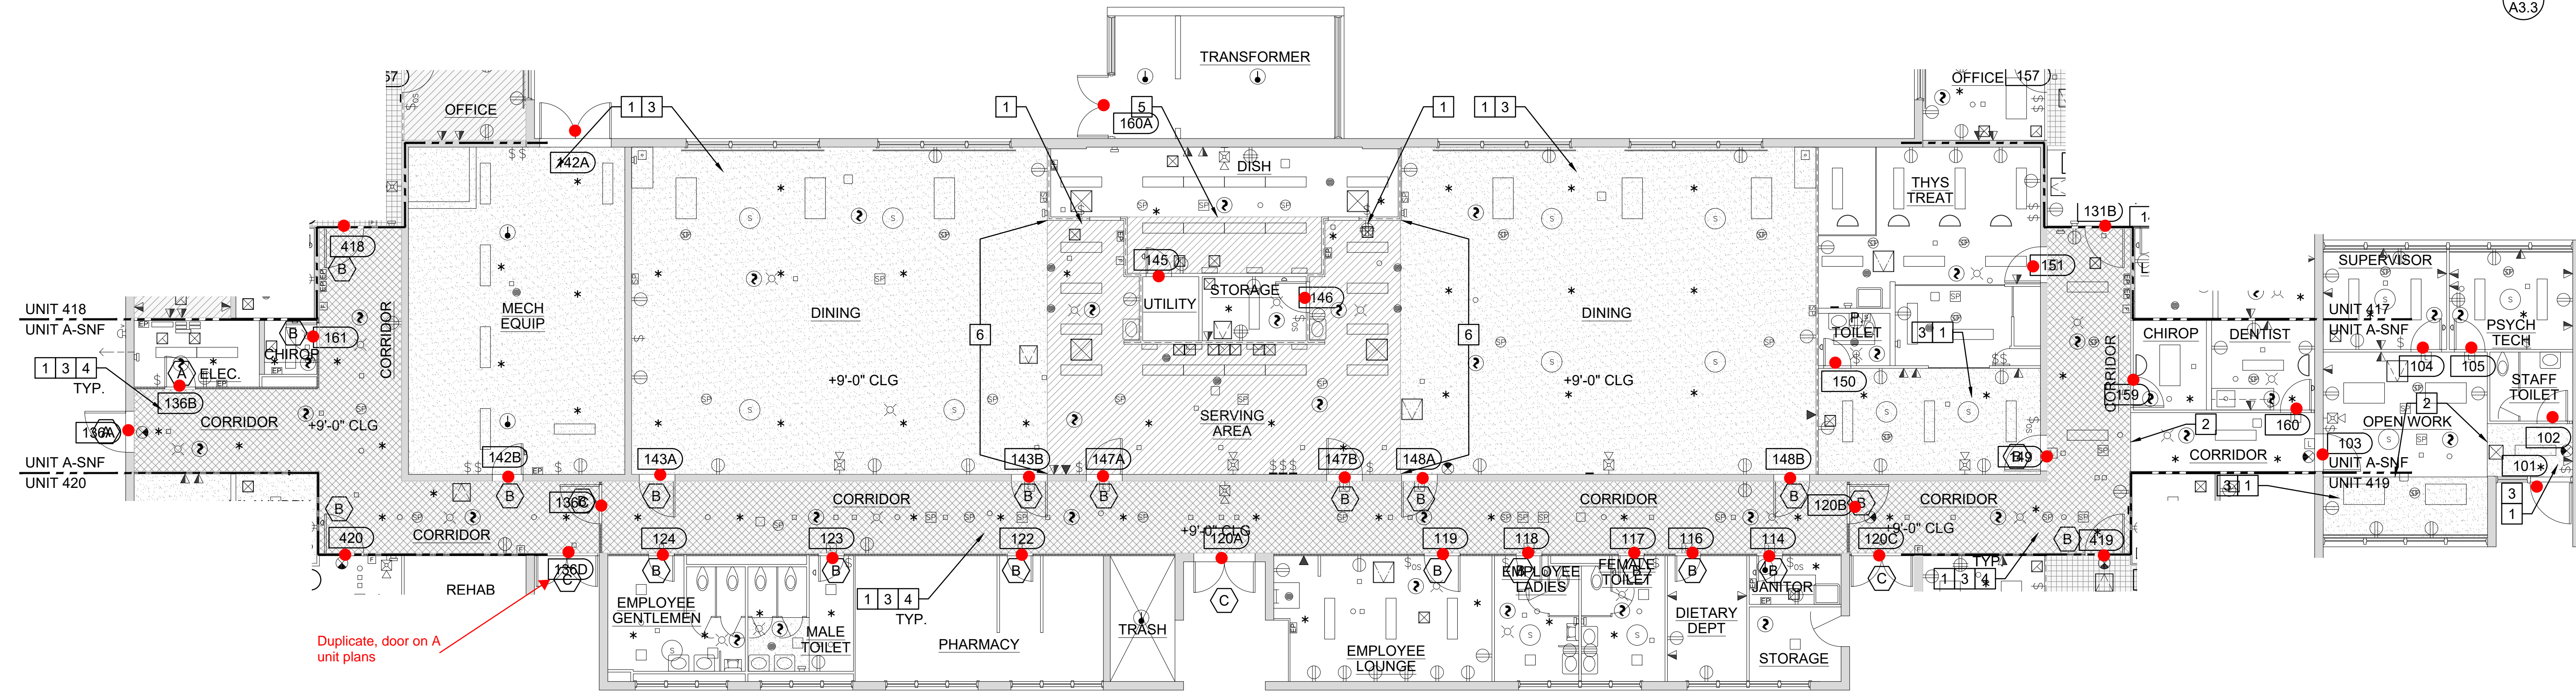 A3.3
TRANSFORMER
OFFICE
157
OFFICE
1 3
1
5
1
1 3
160A
142A
DISH
THYS
TREAT
131B
418
B
145
151
SUPERVISOR
STORAGE
146
UTILITY
MECH
EQUIP
DINING
DINING
UNIT 418
UNIT A-SNF
CORRIDOR
B
161
CHIROP
6
6
P.T.
TOILET
3 1
CORRIDOR
CHIROP
DENTIST
UNIT 417
UNIT A-SNF
PSYCH
TECH
1 3 4
TYP.
A
ELEC.
136B
+9'-0" CLG
+9'-0" CLG
150
159
104
105
STAFF
TOILET
2
CORRIDOR
+9'-0" CLG
136A
A
SERVING
AREA
2
160
OPEN WORK
102
103
UNIT A-SNF
UNIT 420
142B
143A
143B
147A
147B
148A
148B
149
B
CORRIDOR
UNIT A-SNF
UNIT 419
101
B
B
B
B
B
B
B
B
136C
B
CORRIDOR
CORRIDOR
120B
B
CORRIDOR
3 1
3
1
420
CORRIDOR
124
123
122
+9'-0" CLG
120A
119
118
117
116
114
120C
+9'-0" CLG
B
419
136D
C
B
B
B
C
B
B
B
B
B
C
TYP.
1 3 4
REHAB
EMPLOYEE
GENTLEMEN
MALE
TOILET
1 3 4
TYP.
PHARMACY
TRASH
EMPLOYEE
LOUNGE
EMPLOYEE
LADIES
FEMALE
TOILET
DIETARY
DEPT
JANITOR
STORAGE
Duplicate, door on A
unit plans